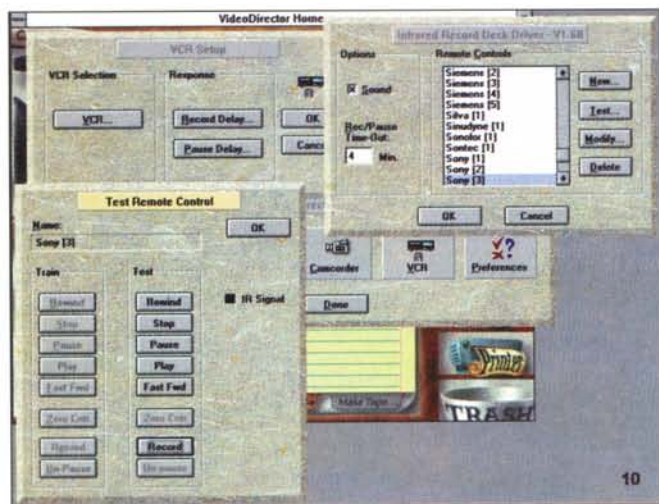 VideoDirector Home
VCR Setup
VCR Selection
VCR...
Response
Record Delay...
Pause Delay...
OK
Infrared Record Deck Driver - V1.68
Options
Sound
Rec/Pause
Time-Out:
4 Min.
Remote Controls
Siemens [2]
Siemens [3]
Siemens [4]
Siemens [5]
Silva [1]
Sinudyne [1]
Sonolor [1]
Sontec [1]
Sony [1]
Sony [2]
Sony [3]
New...
Test...
Modify...
Delete
OK
Cancel
Test Remote Control
Name:
Sony [3]
OK
Train
Rewind
Stop
Pause
Play
Fast Fwd
Zero Cntr
Record
Un-Pause
Test
Rewind
Stop
Pause
Play
Fast Fwd
Zero Cntr
Record
Un-pause
IR Signal
Camcorder
VCR
Preferences
Done
Make Tape...
Printer
TRASH
10